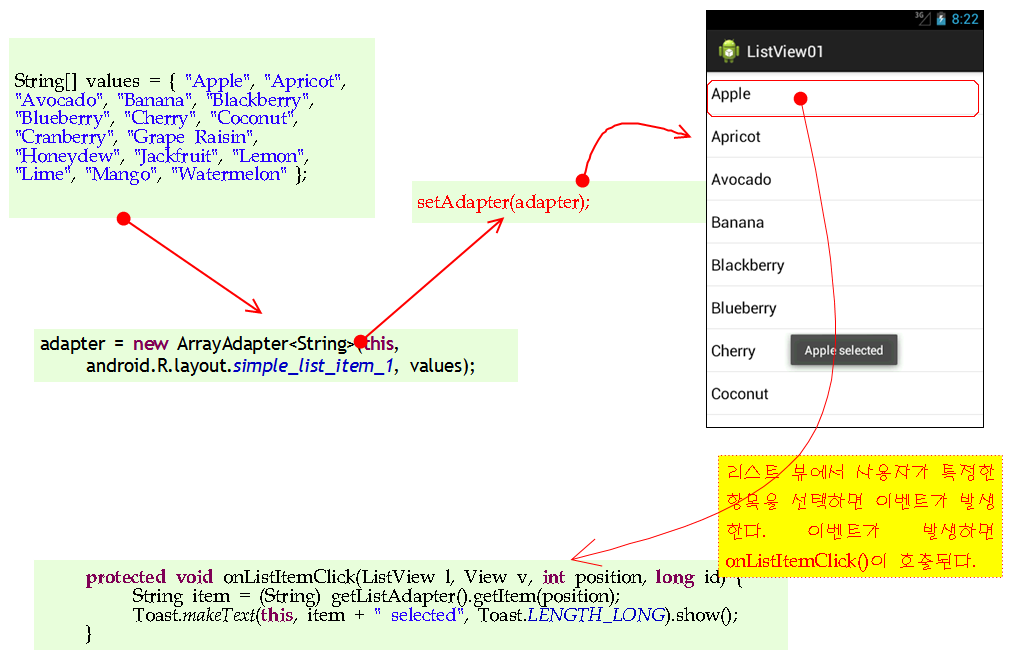 String[] values = { "Apple", "Apricot",
"Avocado", "Banana", "Blackberry",
"Blueberry", "Cherry", "Coconut",
"Cranberry", "Grape Raisin",
"Honeydew", "Jackfruit", "Lemon",
"Lime", "Mango", "Watermelon" };
setAdapter(adapter);
adapter = new ArrayAdapter<String>(this,
android.R.layout.simple_list_item_1, values);
3G 8:22
ListView01
Apple
Apricot
Avocado
Banana
Blackberry
Blueberry
Cherry
Apple selected
Coconut
리스트 뷰에서 사용자가 특정한
항목을 선택하면 이벤트가 발생
한다. 이벤트가 발생하면
onListItemClick()이 호출된다.
protected void onListItemClick(ListView l, View v, int position, long id) {
String item = (String) getListAdapter().getItem(position);
Toast.makeText(this, item + " selected", Toast.LENGTH_LONG).show();
}